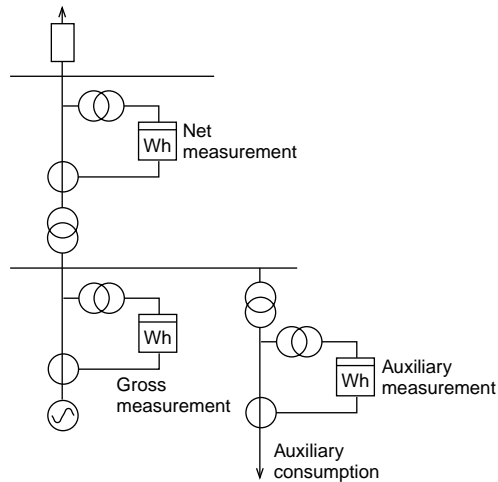 Net
Wh
measurement
Wh
Gross
measurement
Auxiliary
Wh
measurement
Auxiliary
consumption